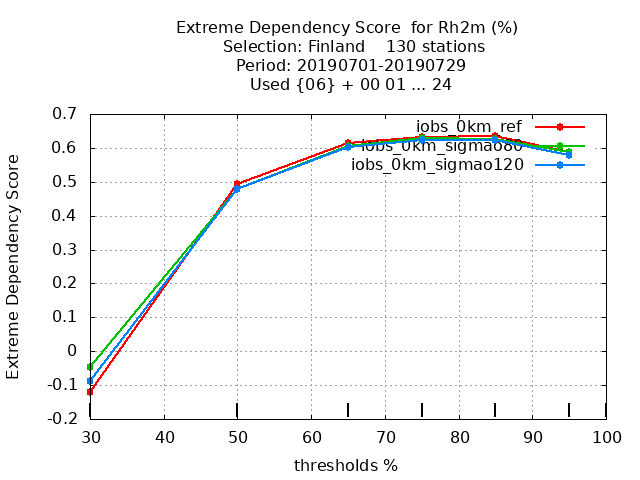 Extreme Dependency Score  for Rh2m (%)
Selection: Finland    130 stations
Period: 20190701-20190729
Used {06} + 00 01 ... 24
Extreme Dependency Score
0.7
0.6
0.5
0.4
0.3
0.2
0.1
0
-0.1
-0.2
iobs_0km_ref
iobs_0km_sigmao80
iobs_0km_sigmao120
30 40 50 60 70 80 90 100
thresholds %